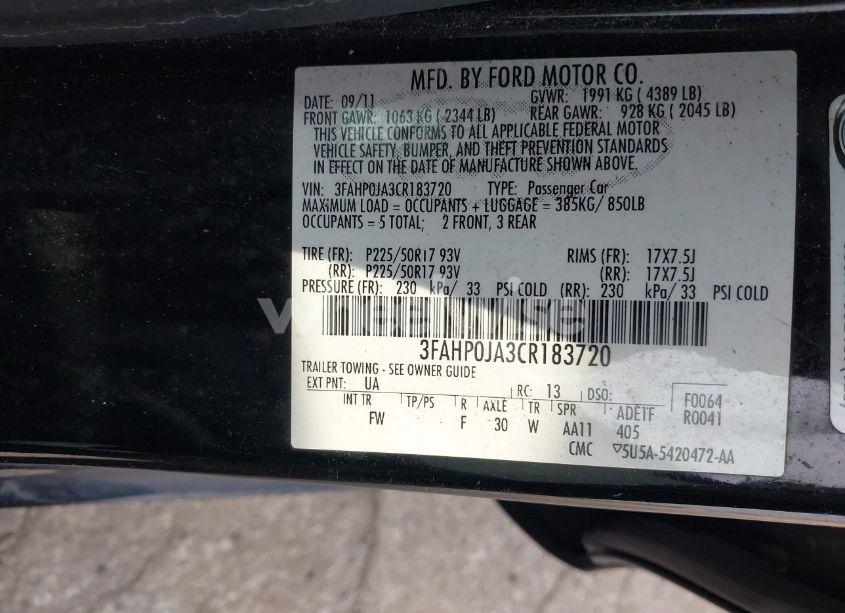 MFD. BY FORD MOTOR CO.
DATE: 09/11 GVWR: 1991 KG ( 4389 LB)
FRONT GAWR: 1063 KG ( 2344 LB) REAR GAWR: 928 KG ( 2045 LB)
THIS VEHICLE CONFORMS TO ALL APPLICABLE FEDERAL MOTOR
VEHICLE SAFETY, BUMPER, AND THEFT PREVENTION STANDARDS
IN EFFECT ON THE DATE OF MANUFACTURE SHOWN ABOVE.
VIN: 3FAHP0JA3CR183720 TYPE: Passenger Car
MAXIMUM LOAD = OCCUPANTS + LUGGAGE = 385KG/ 850LB
OCCUPANTS = 5 TOTAL; 2 FRONT, 3 REAR
TIRE (FR): P225/50R17 93V RIMS (FR): 17X7.5J
(RR): P225/50R17 93V (RR): 17X7.5J
PRESSURE (FR): 230 kPa/ 33 PSI COLD (RR): 230 kPa/ 33 PSI COLD
3FAHP0JA3CR183720
TRAILER TOWING - SEE OWNER GUIDE
EXT PNT: UA RC: 13 DSO: F0064
INT TR TP/PS R AXLE TR SPR ADEIF R0041
FW F 30 W AA11 405
CMC ▽5U5A-5420472-AA